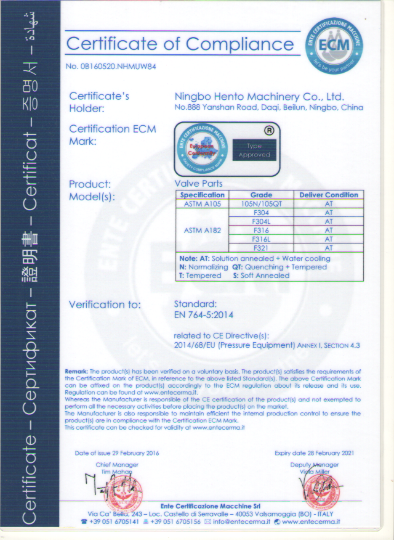 Certificate – Сертификат – 證明書 – Certificat – 증명서 – شهادة
ENTE CERTIFICAZIONE MACCHINE
ECM
Certificate of Compliance
No. 0B160520.NHMUW84
Certificate's
Holder:
Ningbo Hento Machinery Co., Ltd.
No.888 Yanshan Road, Daqi, Beilun, Ningbo, China
Certification ECM
Mark:
®
Type
Approved
Product:
Valve Parts
Model(s):
Specification Grade Deliver Condition
ASTM A105 105N/105QT AT
ASTM A182
F304 AT
F304L AT
F316 AT
F316L AT
F321 AT
Note: AT: Solution annealed + Water cooling
N: Normalizing QT: Quenching + Tempered
T: Tempered S: Soft Annealed
Verification to:
Standard:
EN 764-5:2014
related to CE Directive(s):
2014/68/EU (Pressure Equipment) Annex I, Section 4.3
Remark: The product(s) has been verified on a voluntary basis. The product(s) satisfies the requirements of
the Certification Mark of ECM, in reference to the above listed Standard(s). The above Certification Mark
can be affixed on the product(s) accordingly to the ECM regulation about its release and its use.
Regulation can be found at www.entecerma.it.
Whereas the Manufacturer is responsible of the CE certification of the product(s) and not exempted to
perform all the necessary activities before placing the product(s) on the market.
The Manufacturer is also responsible to maintain efficient the internal production control to ensure the
product(s) are in compliance with the Certification ECM Mark.
This certificate can be checked for validity at www.entecerma.it
Date of issue 29 February 2016
Expiry date 28 February 2021
Chief Manager
Deputy Manager
Ente Certificazione Macchine Srl
Via Ca' Bella, 243 – Loc. Castello di Serravalle – 40053 Valsamoggia (BO) - ITALY
☎ +39 051 6705141 +39 051 6705156 info@entecerma.it www.entecerma.it